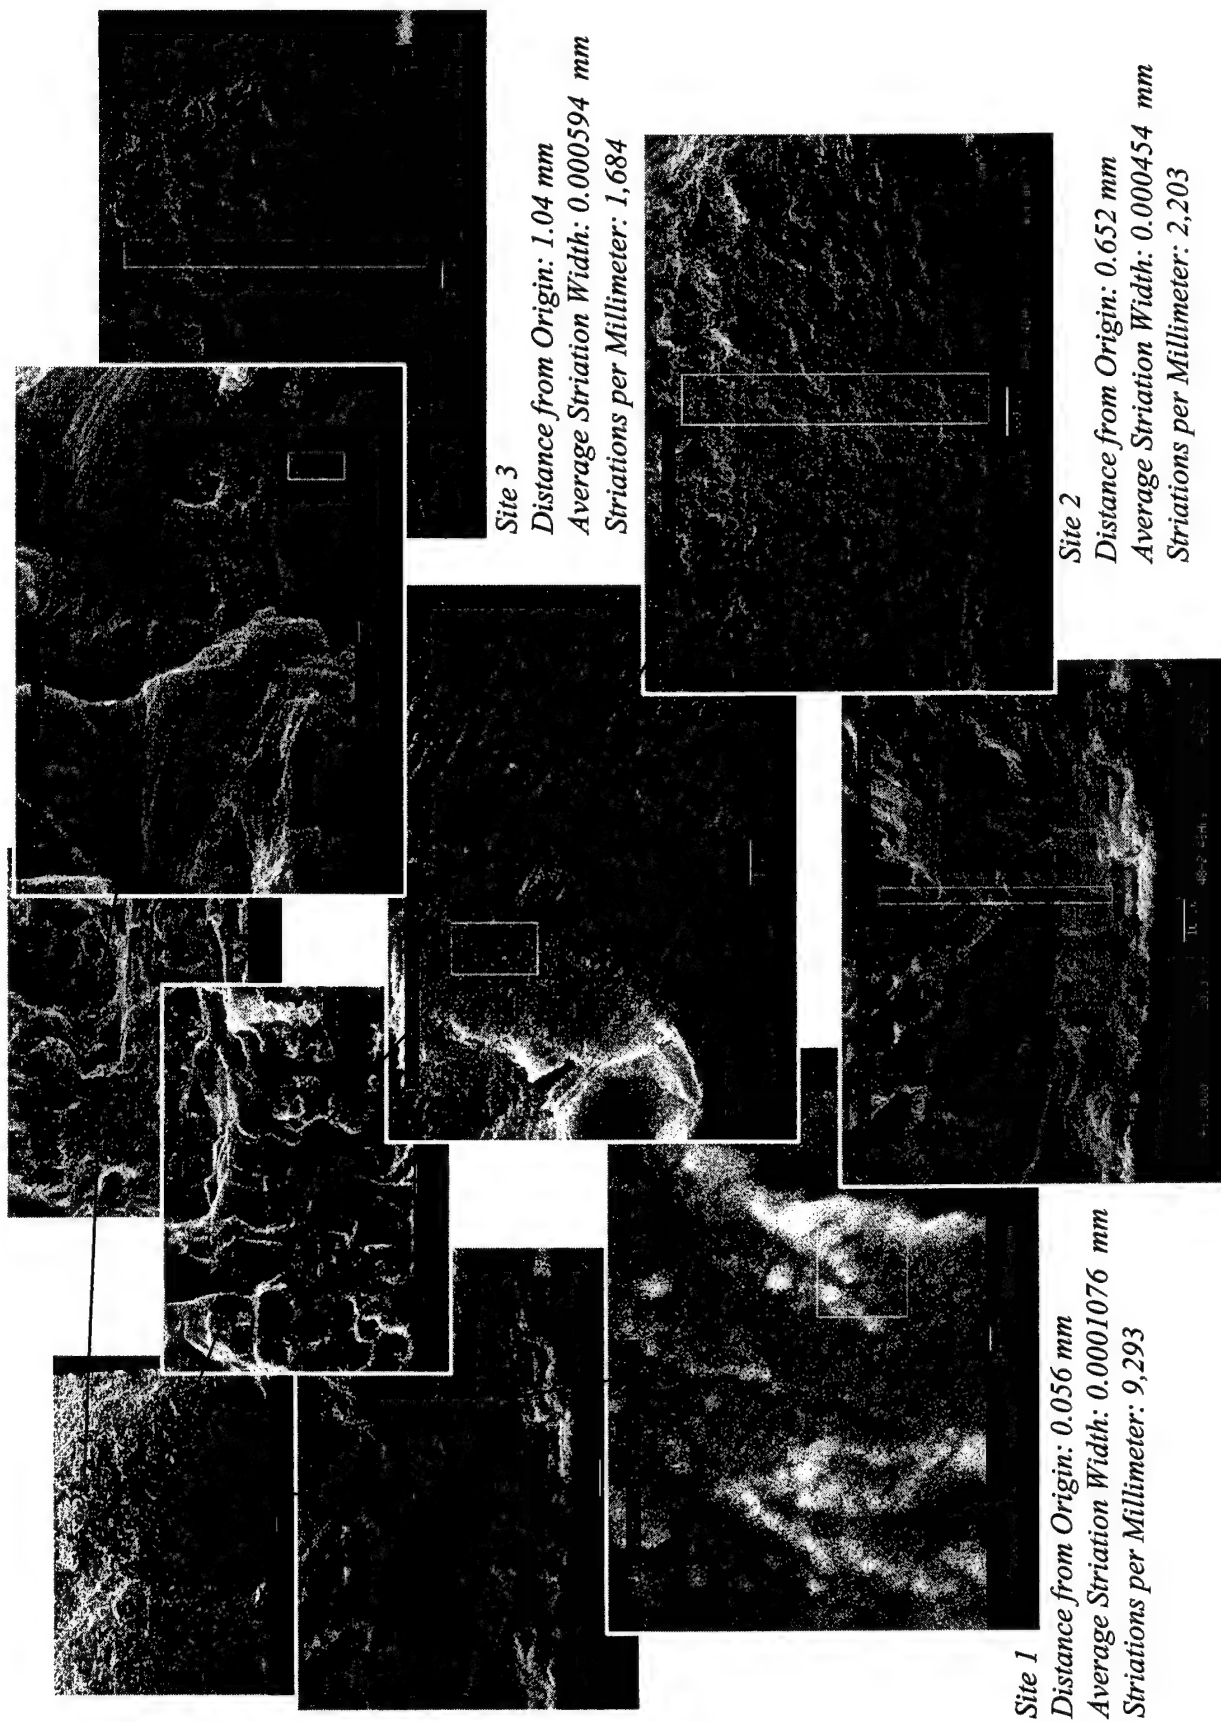 Site 3
Distance from Origin: 1.04 mm
Average Striation Width: 0.000594 mm
Striations per Millimeter: 1,684
Site 2
Distance from Origin: 0.652 mm
Average Striation Width: 0.000454 mm
Striations per Millimeter: 2,203
Site 1
Distance from Origin: 0.056 mm
Average Striation Width: 0.0001076 mm
Striations per Millimeter: 9,293